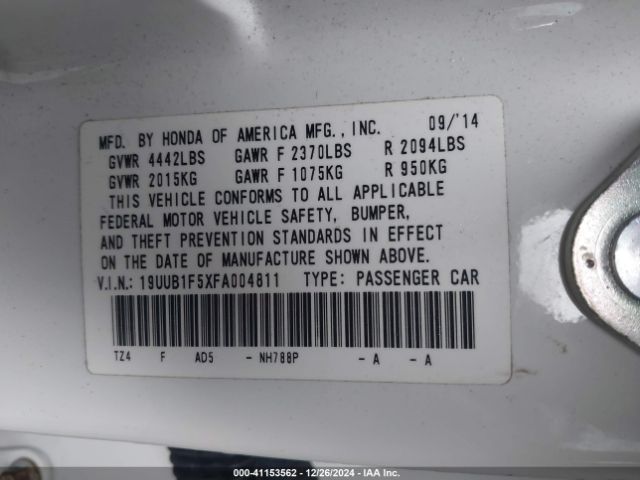 MFD. BY HONDA OF AMERICA MFG., INC. 09/'14
GVWR 4442LBS GAWR F 2370LBS R 2094LBS
GVWR 2015KG GAWR F 1075KG R 950KG
THIS VEHICLE CONFORMS TO ALL APPLICABLE
FEDERAL MOTOR VEHICLE SAFETY, BUMPER,
AND THEFT PREVENTION STANDARDS IN EFFECT
ON THE DATE OF MANUFACTURE SHOWN ABOVE.
V.I.N.: 19UUB1F5XFA004811 TYPE: PASSENGER CAR
TZ4 F AD5 - NH788P - A - A
000-41153562 - 12/26/2024 - IAA Inc.